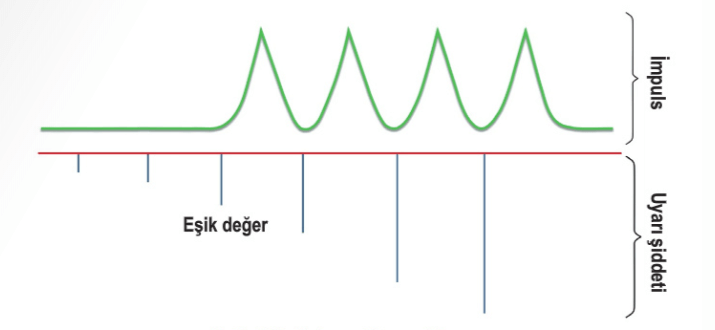 İmpuls
Eşik değer
Uyarı şiddeti